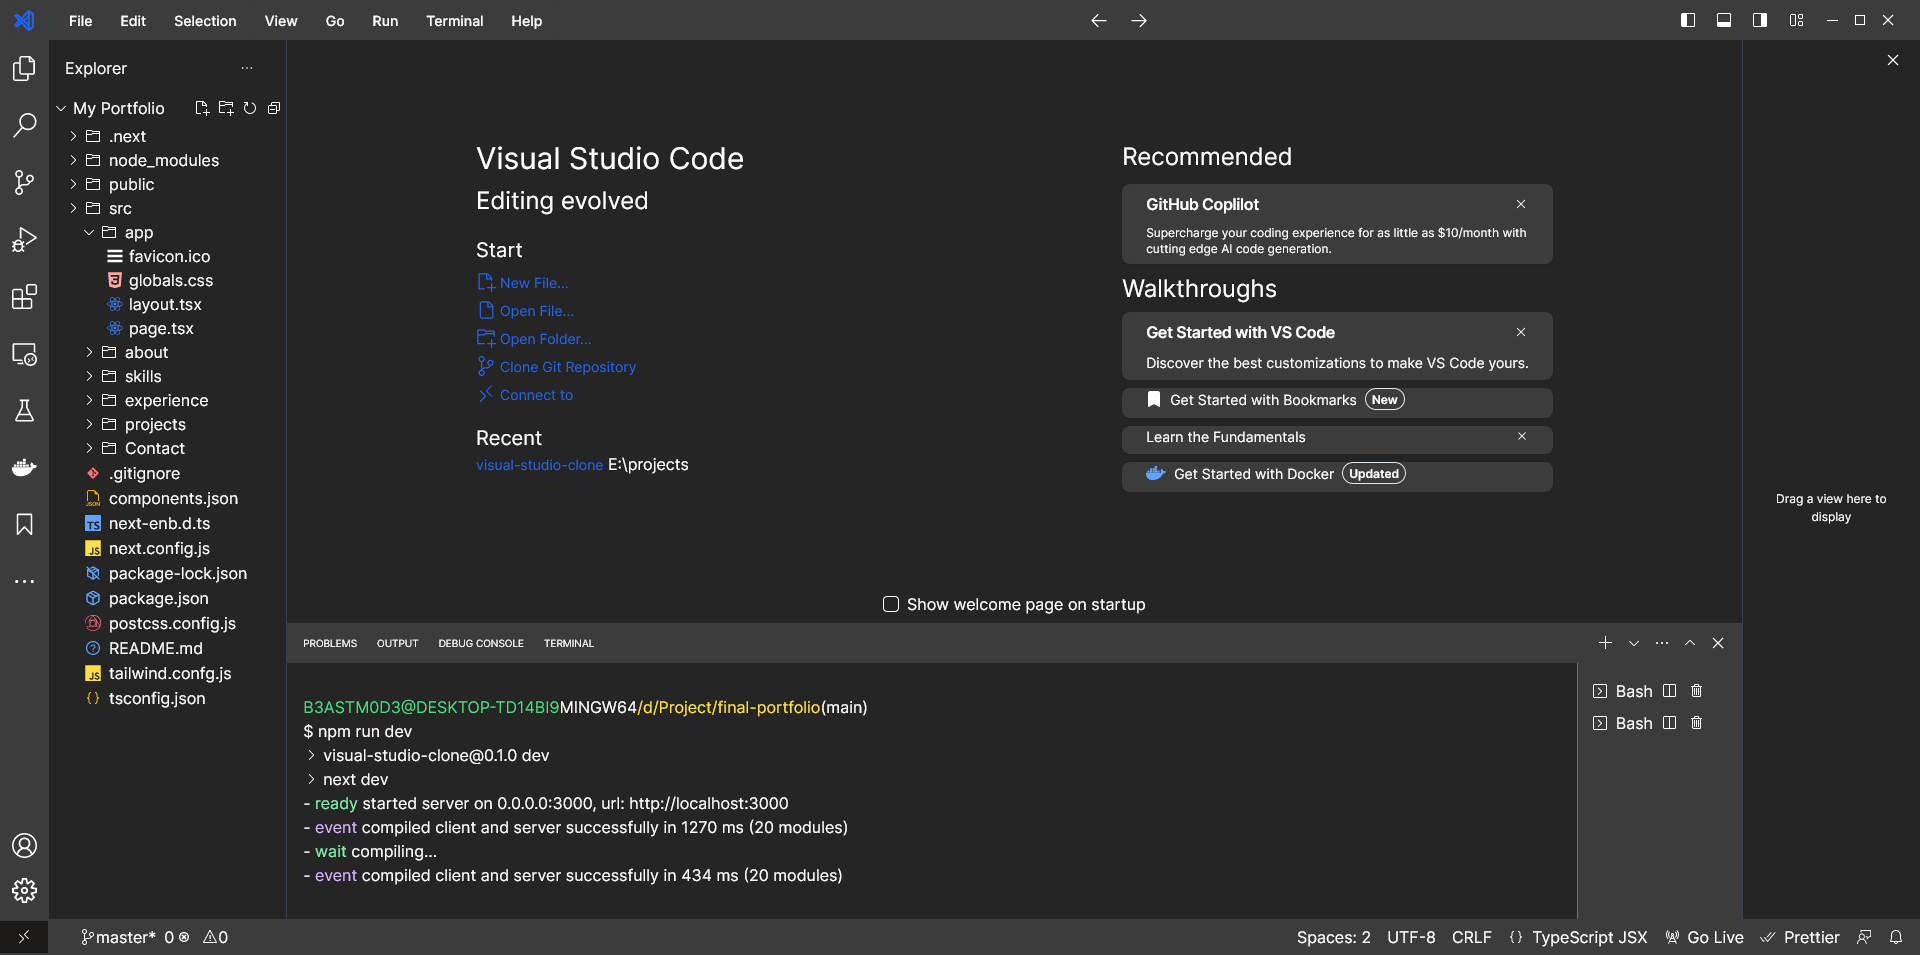 File Edit Selection View Go Run Terminal Help
Explorer
My Portfolio
.next
node_modules
public
src
app
favicon.ico
globals.css
layout.tsx
page.tsx
about
skills
experience
projects
Contact
.gitignore
components.json
next-enb.d.ts
next.config.js
package-lock.json
package.json
postcss.config.js
README.md
tailwind.confg.js
tsconfig.json
Visual Studio Code
Editing evolved
Start
New File...
Open File...
Open Folder...
Clone Git Repository
Connect to
Recent
visual-studio-clone E:\projects
Recommended
GitHub Coplilot
Supercharge your coding experience for as little as $10/month with
cutting edge AI code generation.
Walkthroughs
Get Started with VS Code
Discover the best customizations to make VS Code yours.
Get Started with Bookmarks New
Learn the Fundamentals
Get Started with Docker Updated
Show welcome page on startup
Drag a view here to
display
PROBLEMS OUTPUT DEBUG CONSOLE TERMINAL
B3ASTM0D3@DESKTOP-TD14BI9MINGW64/d/Project/final-portfolio(main)
$ npm run dev
> visual-studio-clone@0.1.0 dev
> next dev
- ready started server on 0.0.0.0:3000, url: http://localhost:3000
- event compiled client and server successfully in 1270 ms (20 modules)
- wait compiling...
- event compiled client and server successfully in 434 ms (20 modules)
Bash
Bash
master* 0 0
Spaces: 2 UTF-8 CRLF {} TypeScript JSX Go Live Prettier